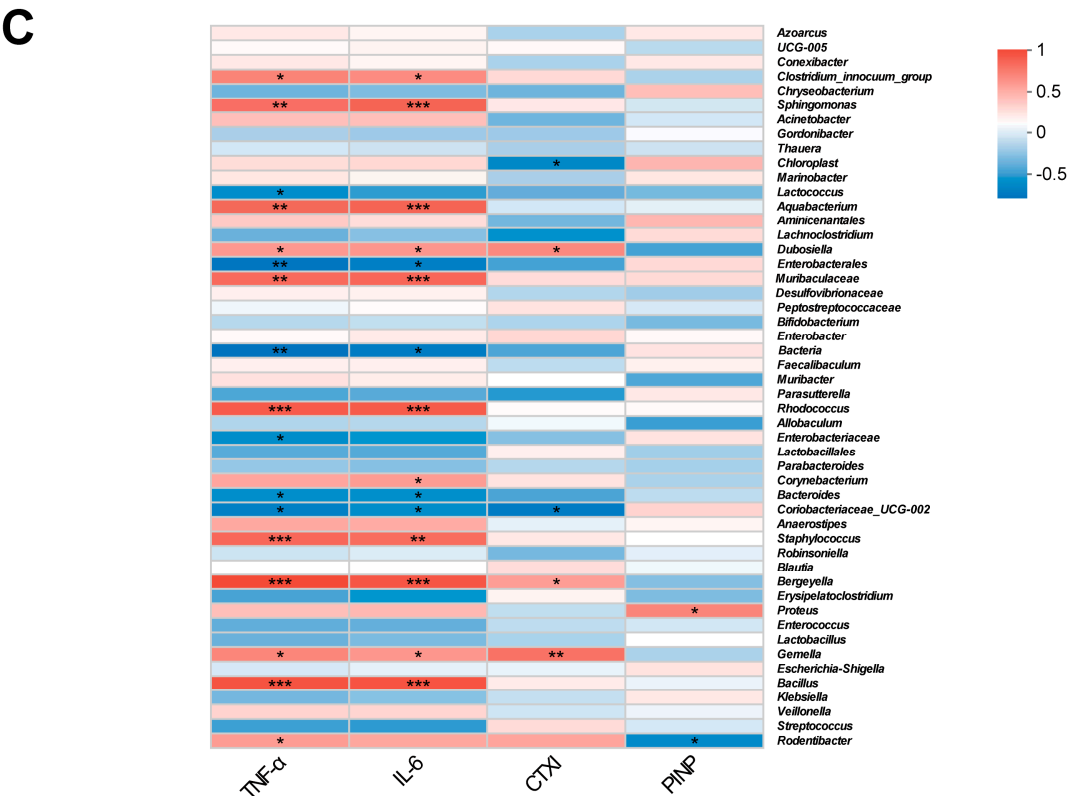 C
Azoarcus
UCG-005
Conexibacter
Clostridium_innocuum_group
* *
Chryseobacterium
Sphingomonas
** ***
Acinetobacter
Gordonibacter
Thauera
Chloroplast
*
Marinobacter
Lactococcus
*
Aquabacterium
** ***
Aminicenantales
Lachnoclostridium
Dubosiella
* * *
Enterobacterales
** *
Muribaculaceae
** ***
Desulfovibrionaceae
Peptostreptococcaceae
Bifidobacterium
Enterobacter
Bacteria
** *
Faecalibaculum
Muribacter
Parasutterella
Rhodococcus
*** ***
Allobaculum
Enterobacteriaceae
*
Lactobacillales
Parabacteroides
Corynebacterium
*
Bacteroides
* *
Coriobacteriaceae_UCG-002
* * *
Anaerostipes
Staphylococcus
*** **
Robinsoniella
Blautia
Bergeyella
*** *** *
Erysipelatoclostridium
Proteus
*
Enterococcus
Lactobacillus
Gemella
* * **
Escherichia-Shigella
Bacillus
*** ***
Klebsiella
Veillonella
Streptococcus
Rodentibacter
* *
TNF-α
IL-6
CTXI
PINP
1
0.5
0
-0.5